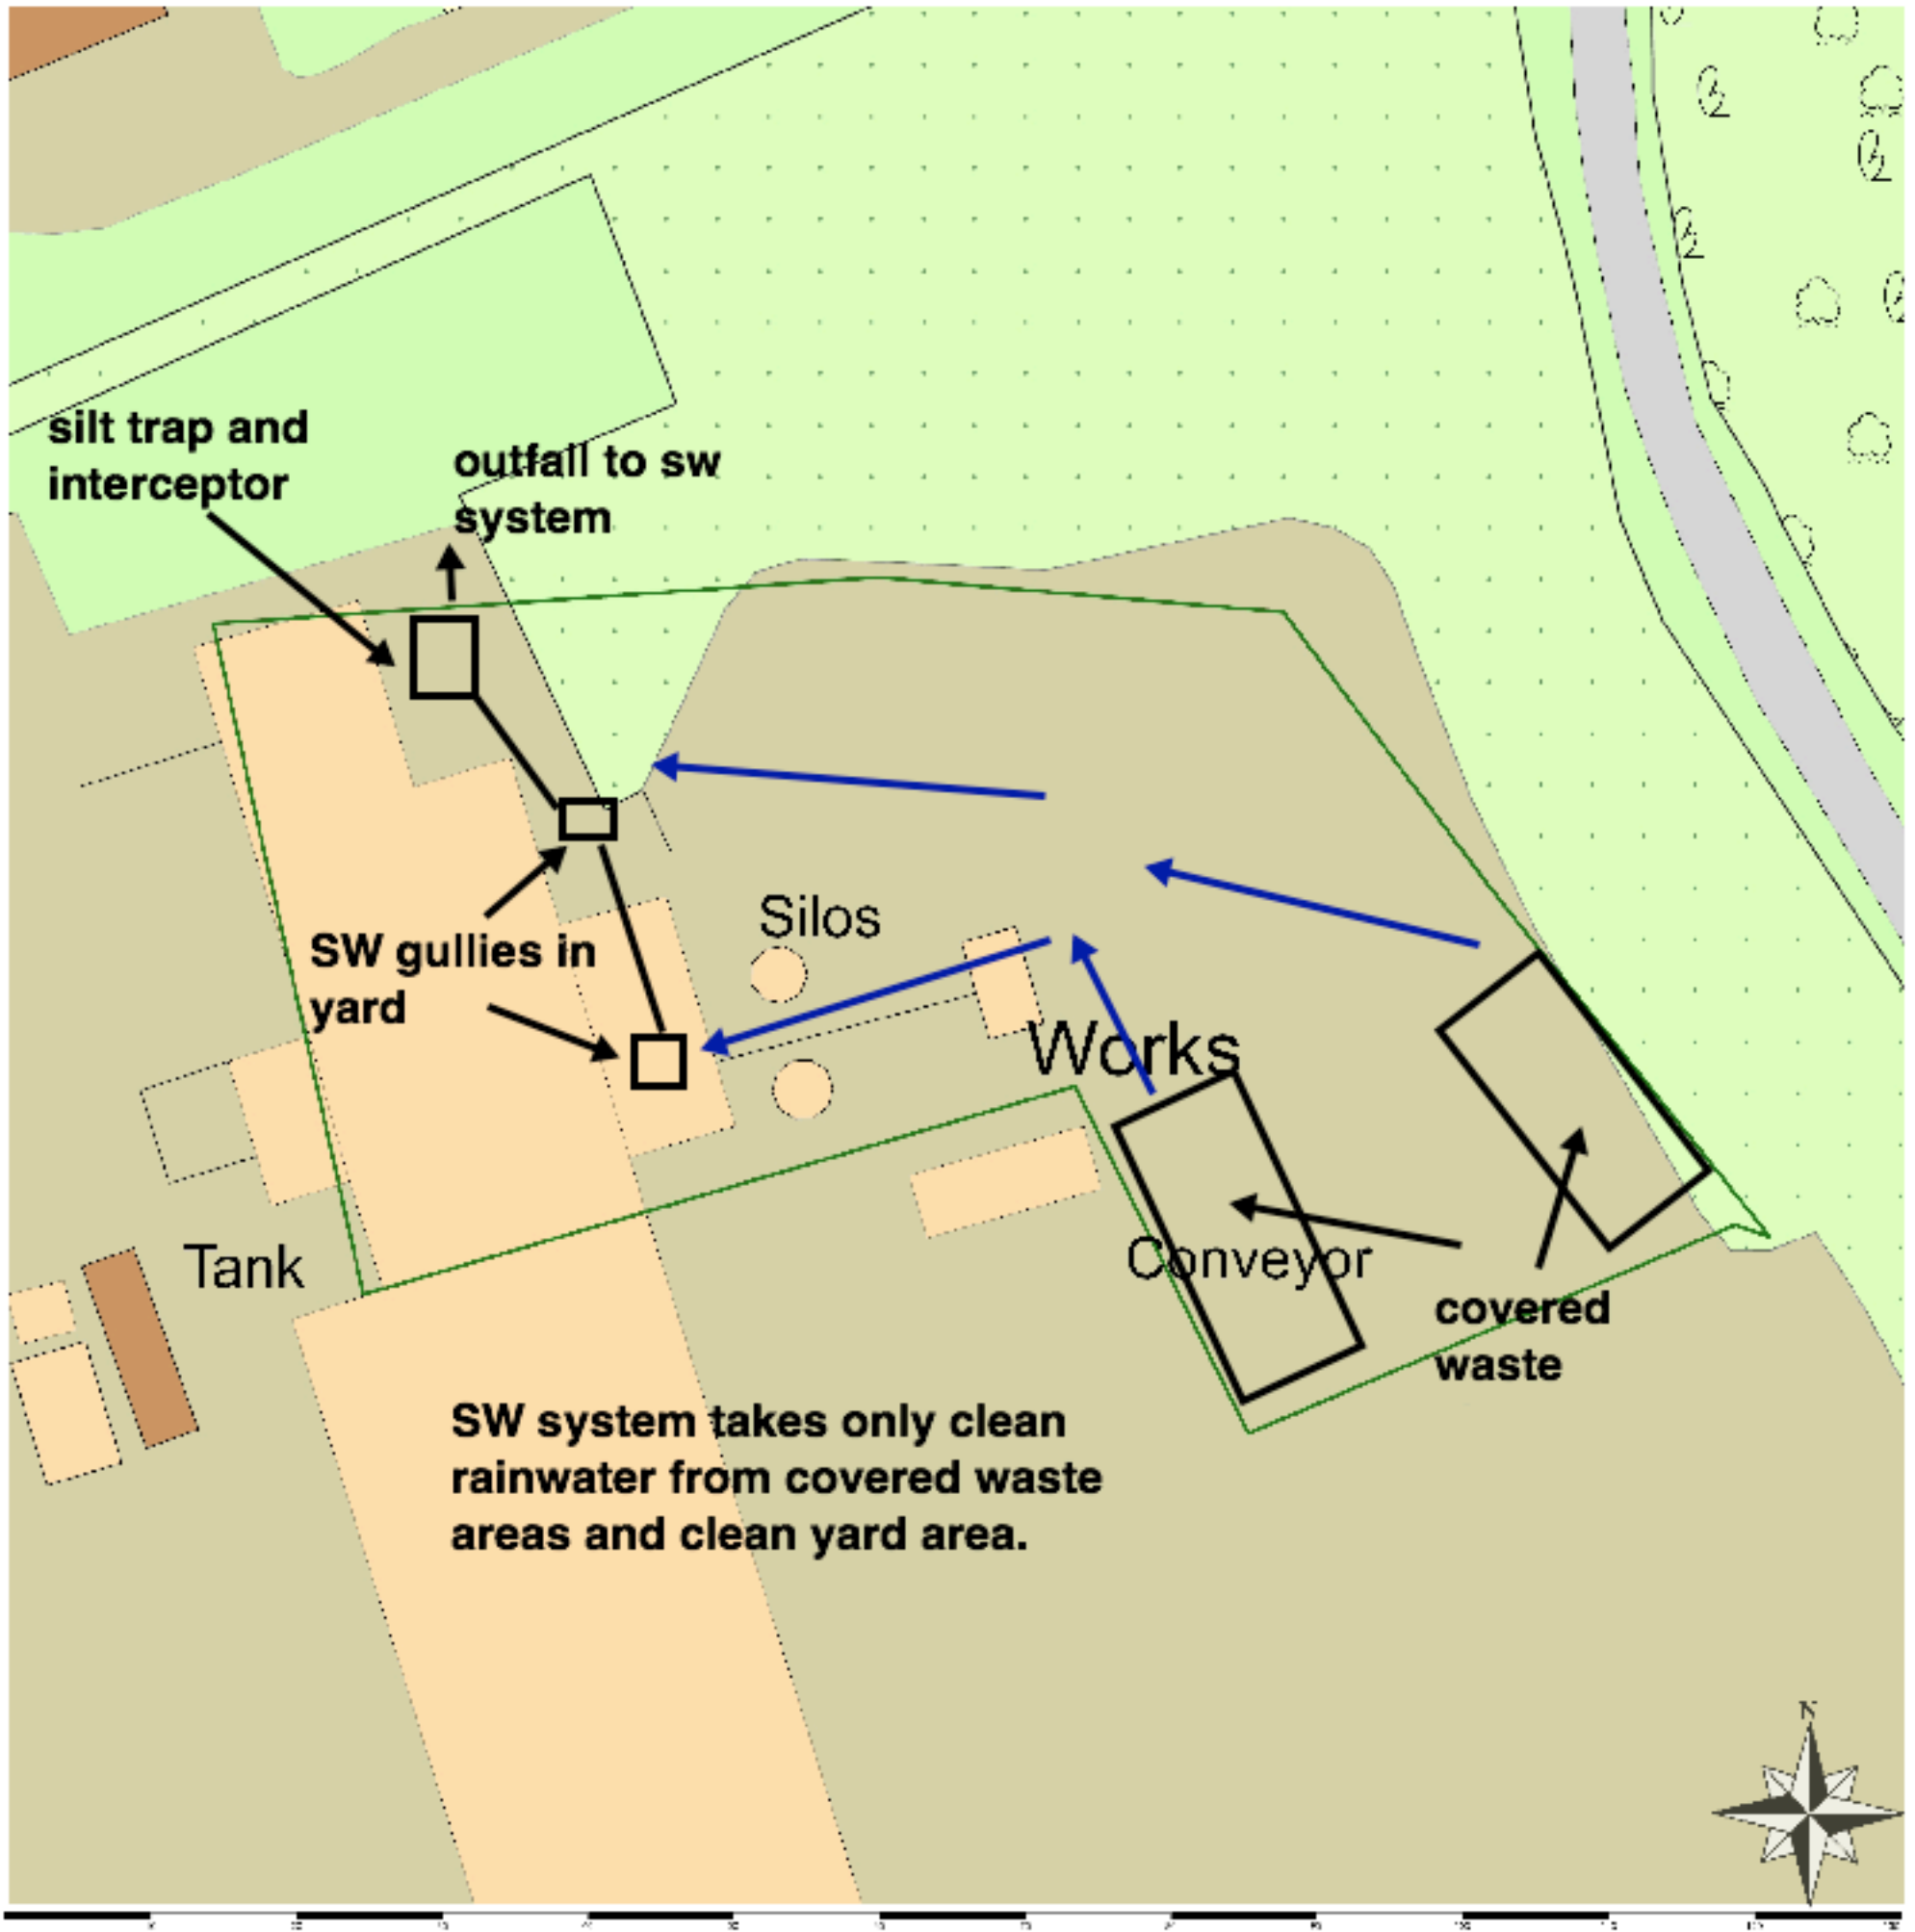 silt trap and
interceptor
outfall to sw
system
SW gullies in
yard
Silos
Works
Tank
Conveyor
covered
waste
SW system takes only clean
rainwater from covered waste
areas and clean yard area.
N